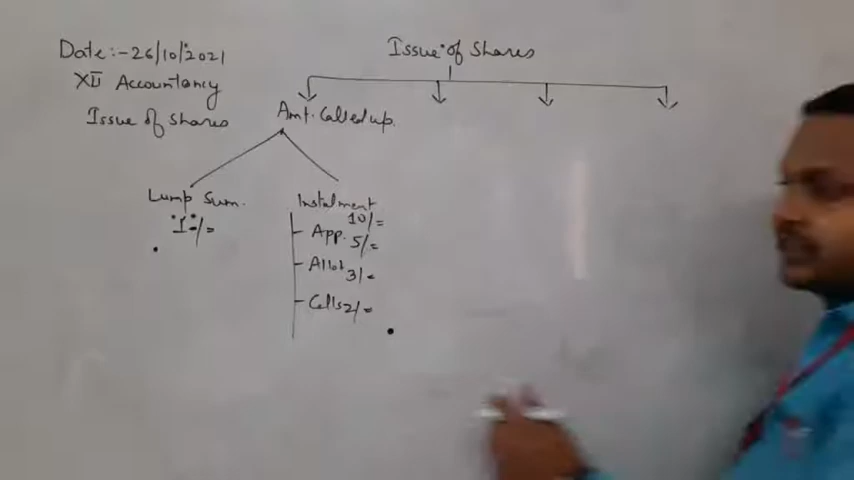 Date:-26/10/2021
XII Accountancy
Issue of Shares
Issue of Shares
Amt. Called up.
Lump Sum.
Instalment
10/=
App. 5/=
Allot 3/=
Calls 2/=